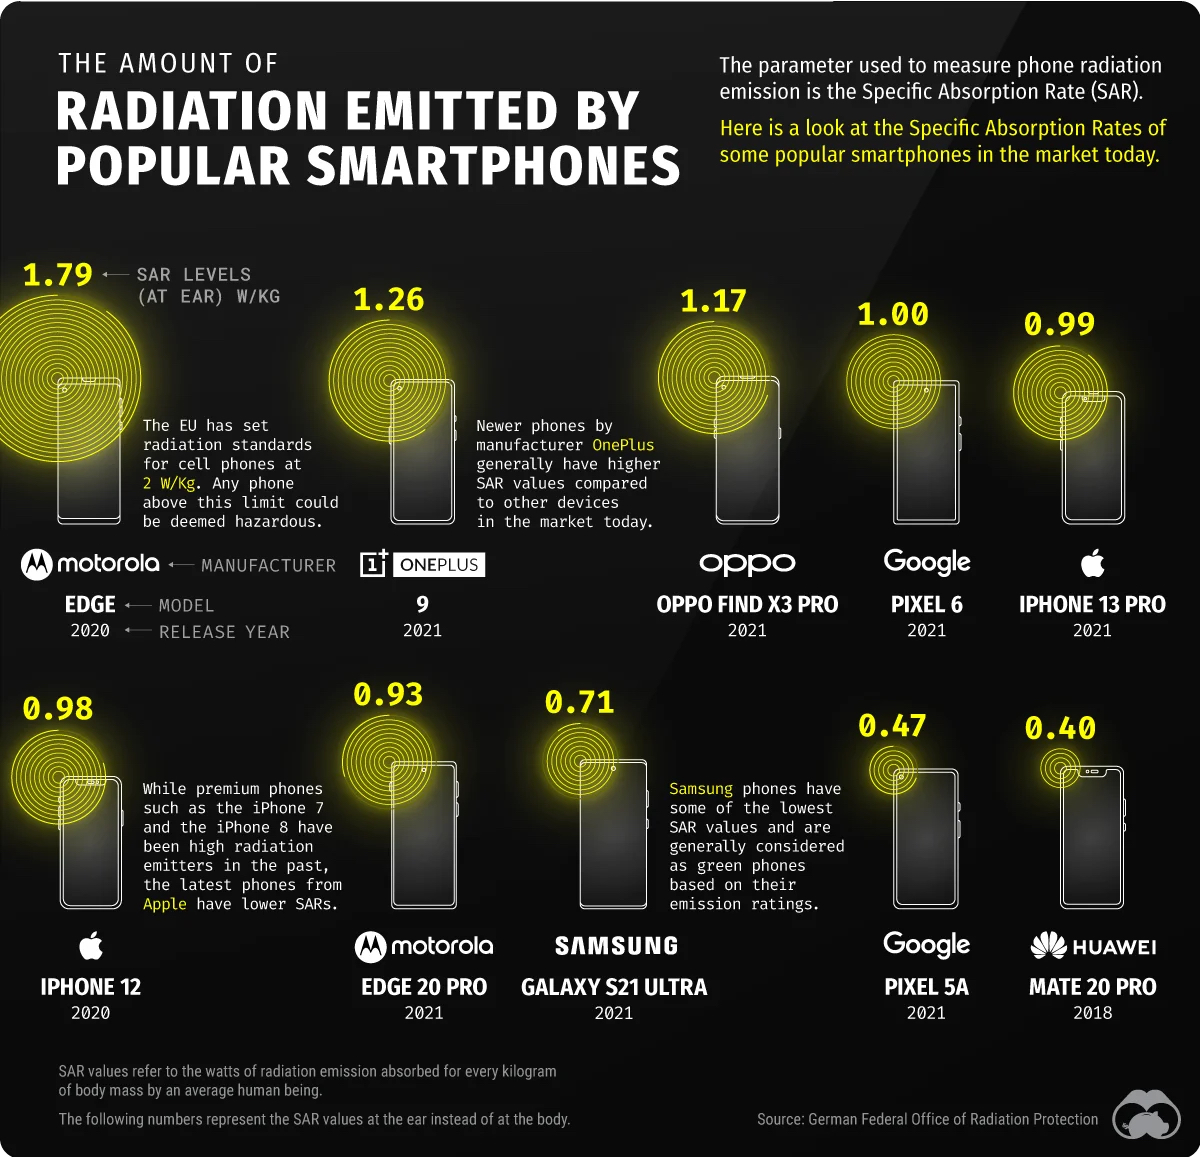 THE AMOUNT OF
RADIATION EMITTED BY
POPULAR SMARTPHONES
The parameter used to measure phone radiation
emission is the Specific Absorption Rate (SAR).
Here is a look at the Specific Absorption Rates of
some popular smartphones in the market today.
1.79
SAR LEVELS
(AT EAR) W/KG
The EU has set
radiation standards
for cell phones at
2 W/Kg. Any phone
above this limit could
be deemed hazardous.
motorola
MANUFACTURER
EDGE
MODEL
2020
RELEASE YEAR
1.26
Newer phones by
manufacturer OnePlus
generally have higher
SAR values compared
to other devices
in the market today.
1+ ONEPLUS
9
2021
1.17
oppo
OPPO FIND X3 PRO
2021
1.00
Google
PIXEL 6
2021
0.99
IPHONE 13 PRO
2021
0.98
While premium phones
such as the iPhone 7
and the iPhone 8 have
been high radiation
emitters in the past,
the latest phones from
Apple have lower SARs.
IPHONE 12
2020
0.93
motorola
EDGE 20 PRO
2021
0.71
Samsung phones have
some of the lowest
SAR values and are
generally considered
as green phones
based on their
emission ratings.
SAMSUNG
GALAXY S21 ULTRA
2021
0.47
Google
PIXEL 5A
2021
0.40
HUAWEI
MATE 20 PRO
2018
SAR values refer to the watts of radiation emission absorbed for every kilogram
of body mass by an average human being.
The following numbers represent the SAR values at the ear instead of at the body.
Source: German Federal Office of Radiation Protection